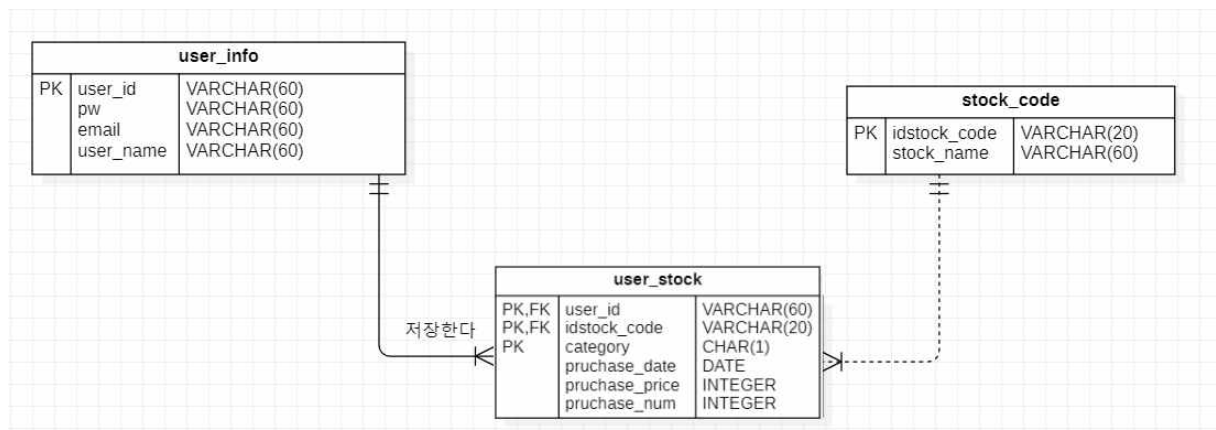 user_info
PK user_id VARCHAR(60)
pw VARCHAR(60)
email VARCHAR(60)
user_name VARCHAR(60)
stock_code
PK idstock_code VARCHAR(20)
stock_name VARCHAR(60)
저장한다
user_stock
PK,FK user_id VARCHAR(60)
PK,FK idstock_code VARCHAR(20)
PK category CHAR(1)
pruchase_date DATE
pruchase_price INTEGER
pruchase_num INTEGER